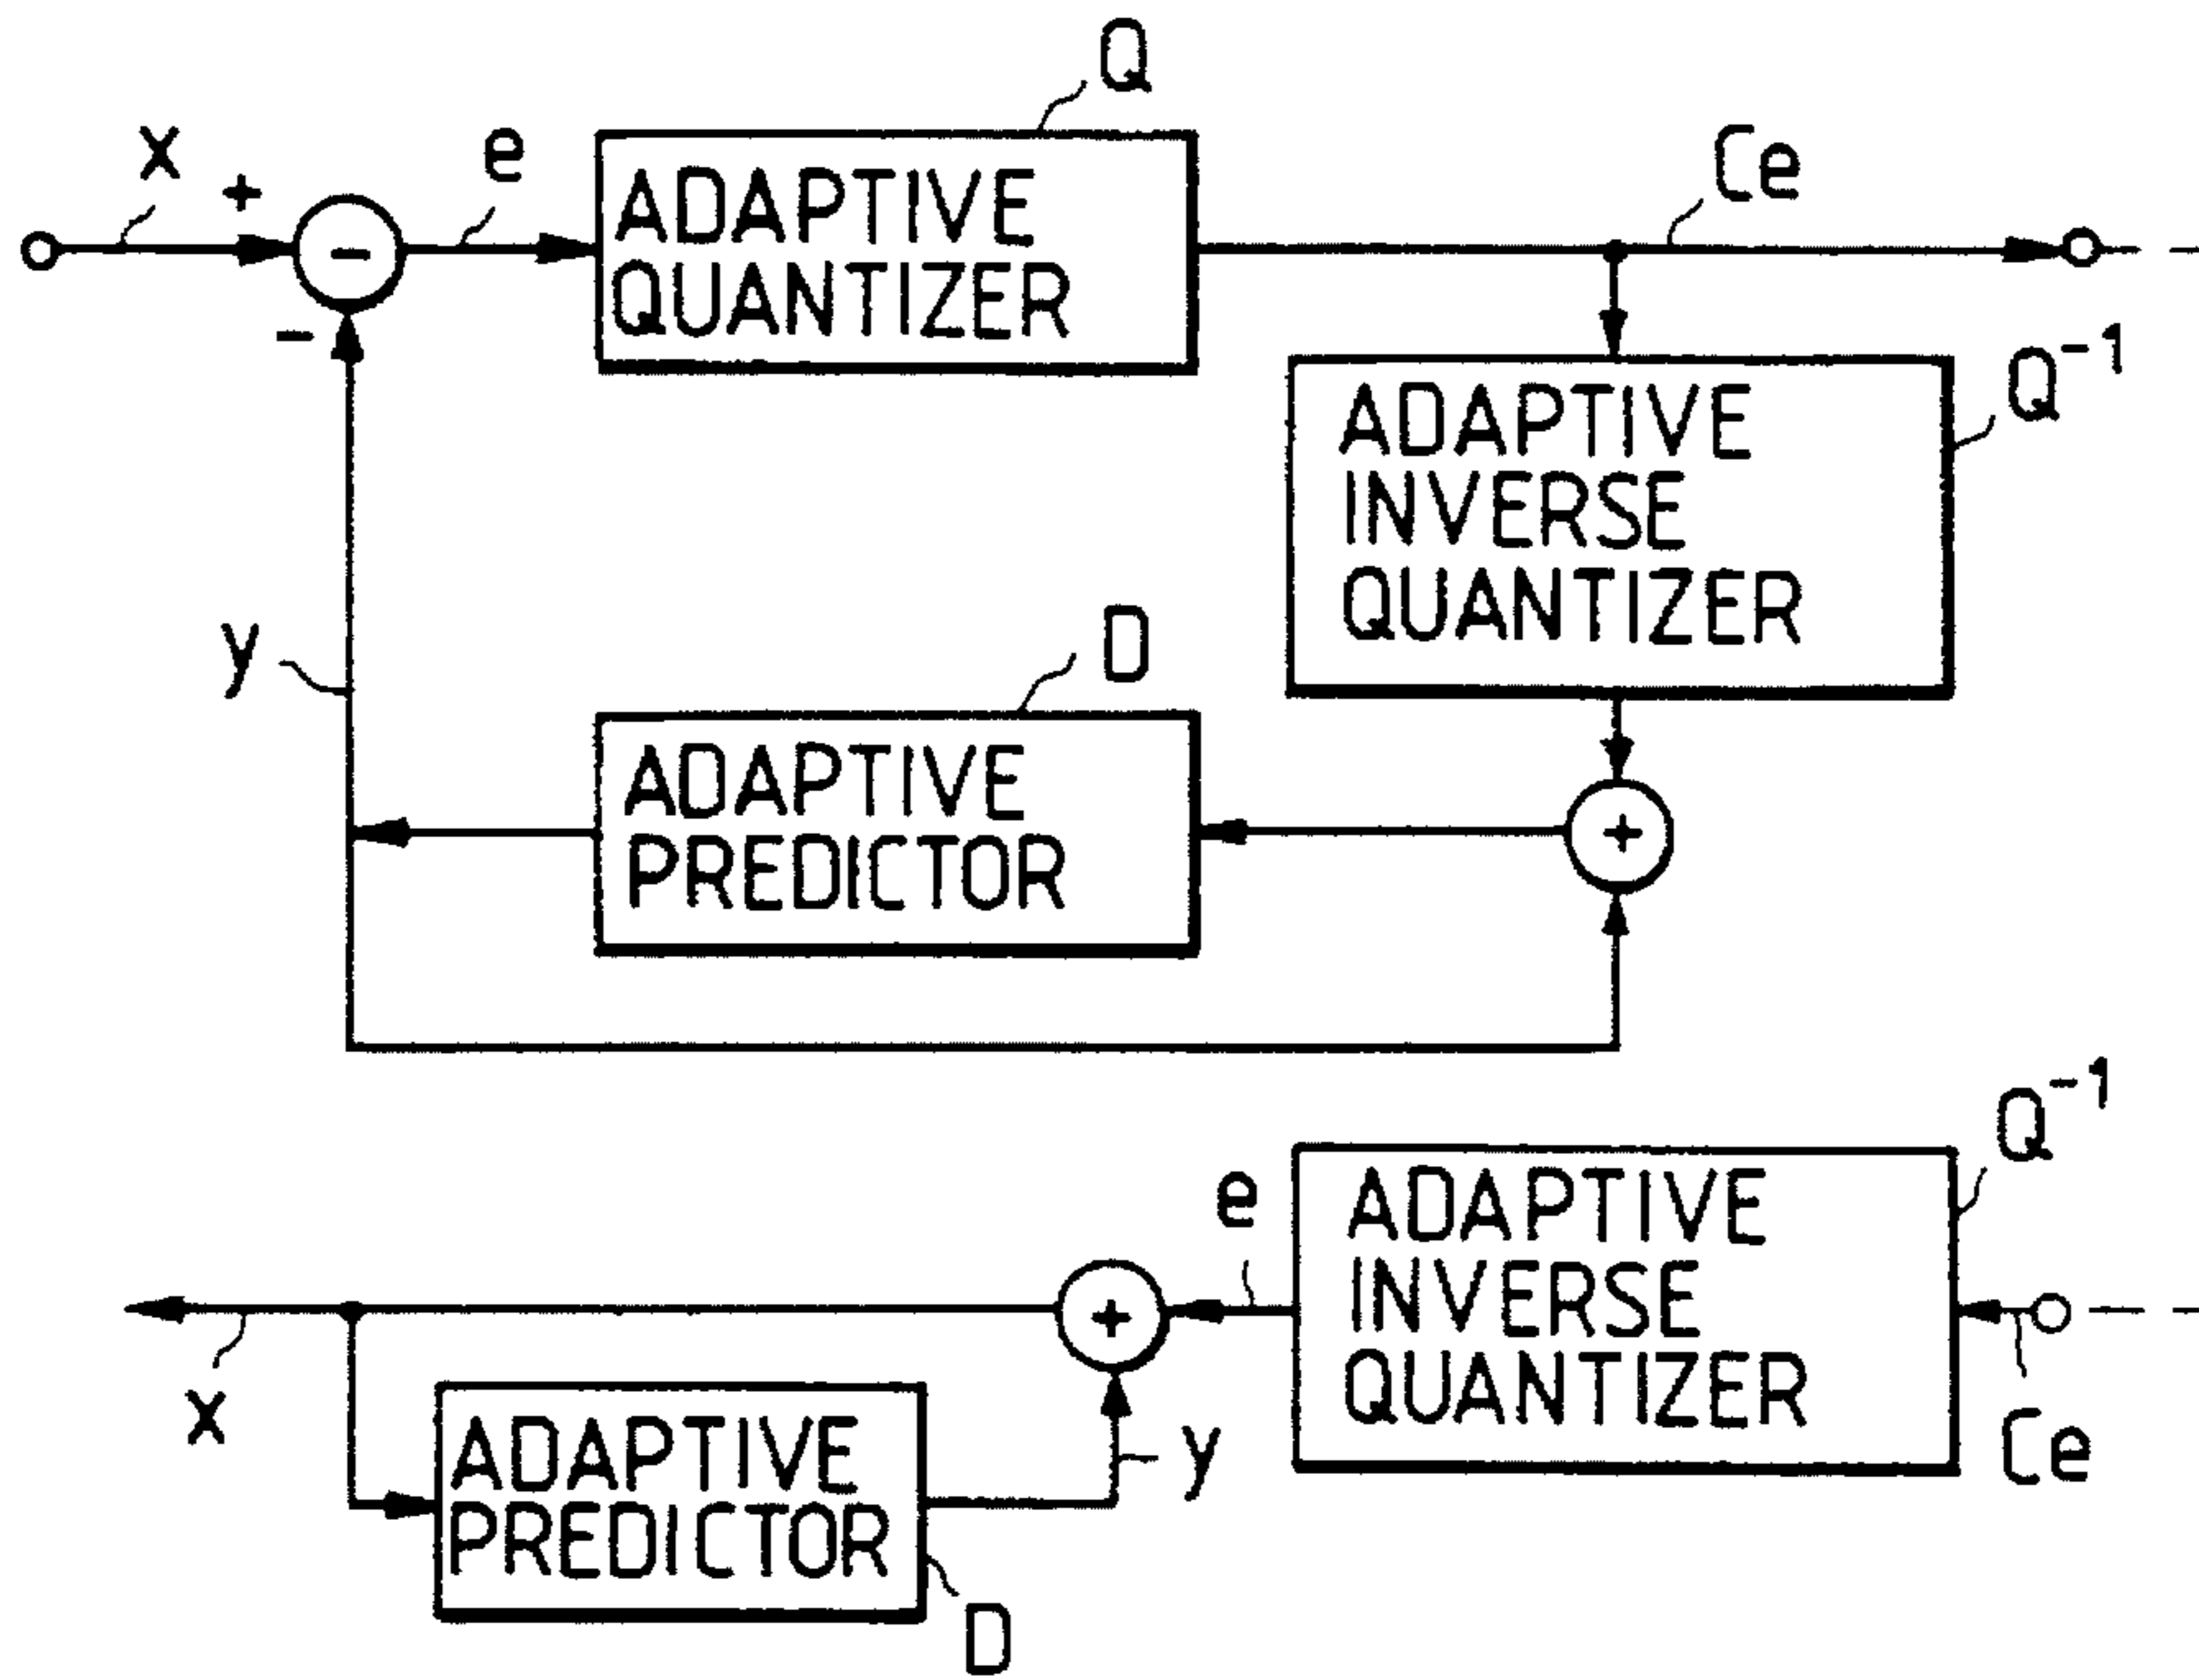 Q
x
+
e
ADAPTIVE
QUANTIZER
Ce
-
-
Q-1
ADAPTIVE
INVERSE
QUANTIZER
y
D
ADAPTIVE
PREDICTOR
+
Q-1
e
ADAPTIVE
INVERSE
QUANTIZER
+
x
ADAPTIVE
PREDICTOR
y
Ce
D